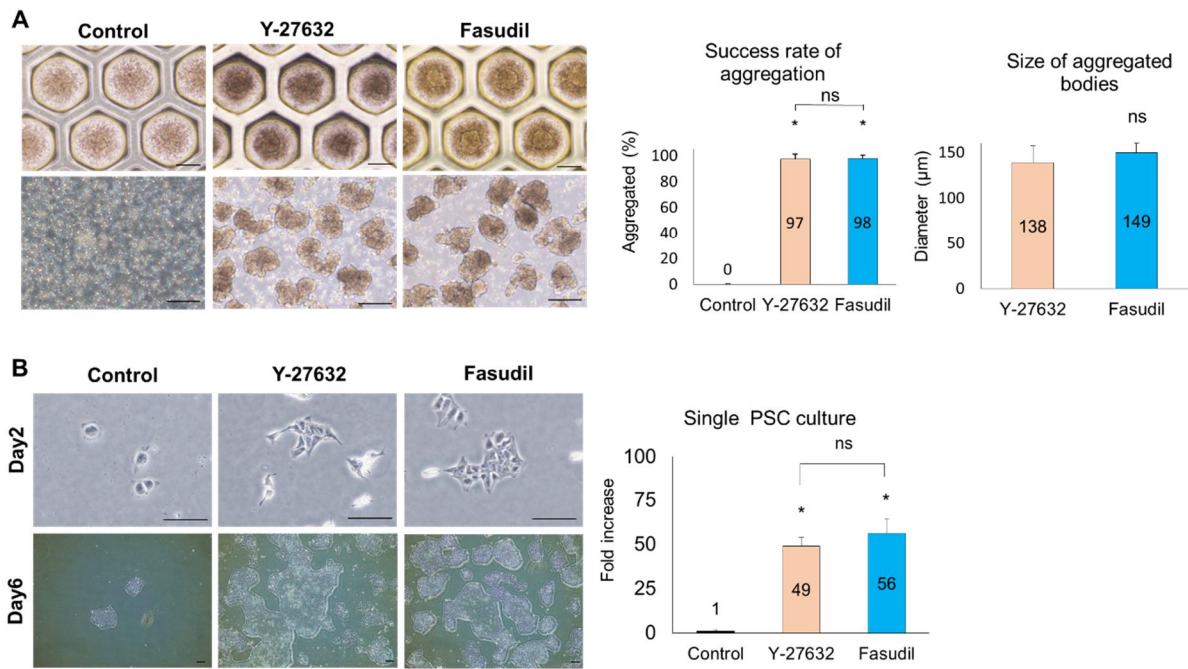 A
Control
Y-27632
Fasudil
Success rate of
aggregation
ns
*
*
Aggregated (%)
100
80
60
40
20
0
0
97
98
Control Y-27632 Fasudil
Size of aggregated
bodies
ns
Diameter (µm)
150
100
50
0
138
149
Y-27632
Fasudil
B
Control
Y-27632
Fasudil
Day2
Day6
Single PSC culture
ns
*
*
Fold increase
100
75
50
25
0
1
49
56
Control
Y-27632
Fasudil